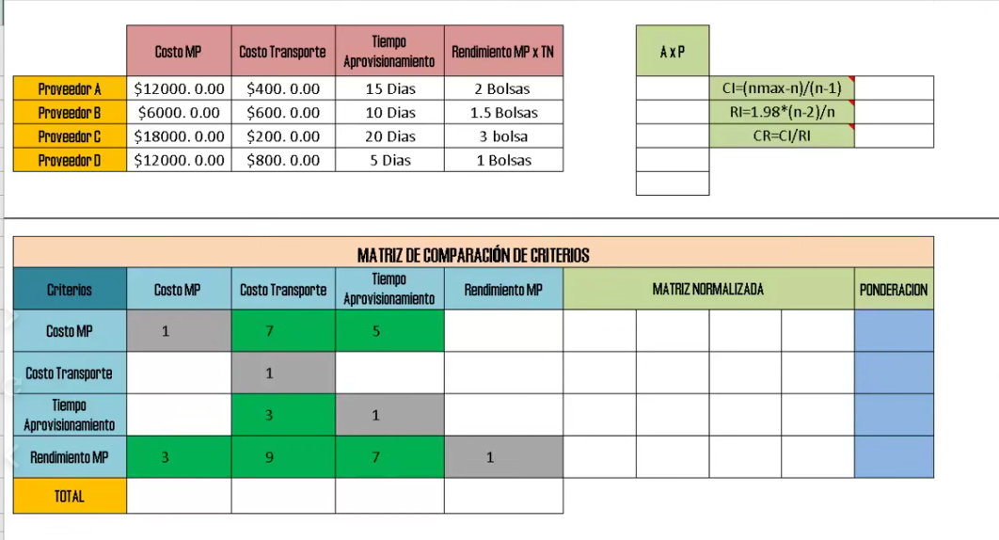 Costo MP Costo Transporte Tiempo Aprovisionamiento Rendimiento MP x TN A x P
Proveedor A $12000. 0.00 $400. 0.00 15 Dias 2 Bolsas CI=(nmax-n)/(n-1)
Proveedor B $6000. 0.00 $600. 0.00 10 Dias 1.5 Bolsas RI=1.98*(n-2)/n
Proveedor C $18000. 0.00 $200. 0.00 20 Dias 3 bolsa CR=CI/RI
Proveedor D $12000. 0.00 $800. 0.00 5 Dias 1 Bolsas
MATRIZ DE COMPARACIÓN DE CRITERIOS
Criterios Costo MP Costo Transporte Tiempo Aprovisionamiento Rendimiento MP MATRIZ NORMALIZADA PONDERACION
Costo MP 1 7 5
Costo Transporte 1
Tiempo Aprovisionamiento 3 1
Rendimiento MP 3 9 7 1
TOTAL